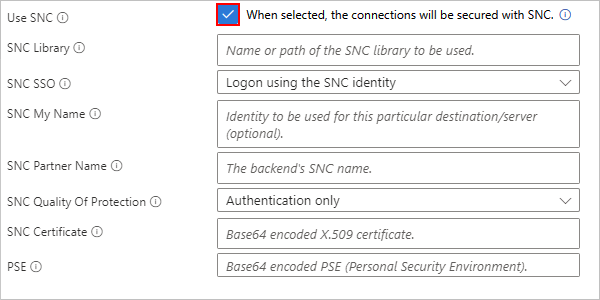 Use SNC When selected, the connections will be secured with SNC.
SNC Library Name or path of the SNC library to be used.
SNC SSO Logon using the SNC identity
SNC My Name Identity to be used for this particular destination/server
(optional).
SNC Partner Name The backend's SNC name.
SNC Quality Of Protection Authentication only
SNC Certificate Base64 encoded X.509 certificate.
PSE Base64 encoded PSE (Personal Security Environment).